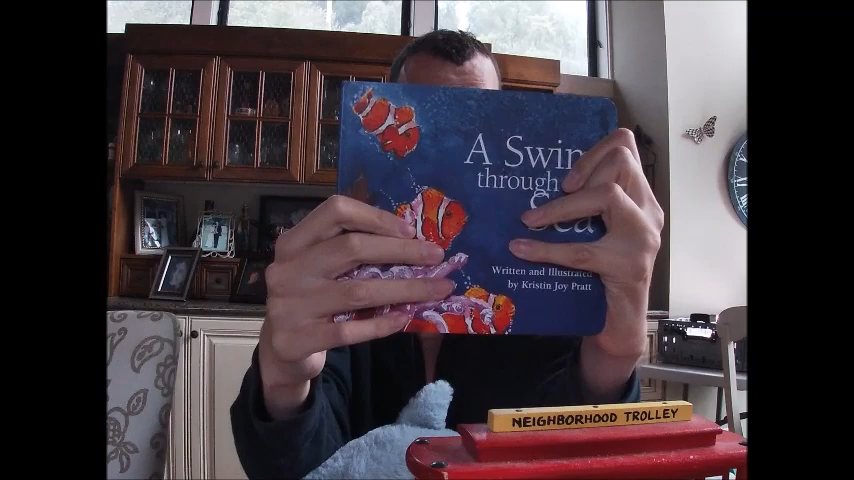 A Swim
through
Sea
Written and Illustrated
by Kristin Joy Pratt
NEIGHBORHOOD TROLLEY